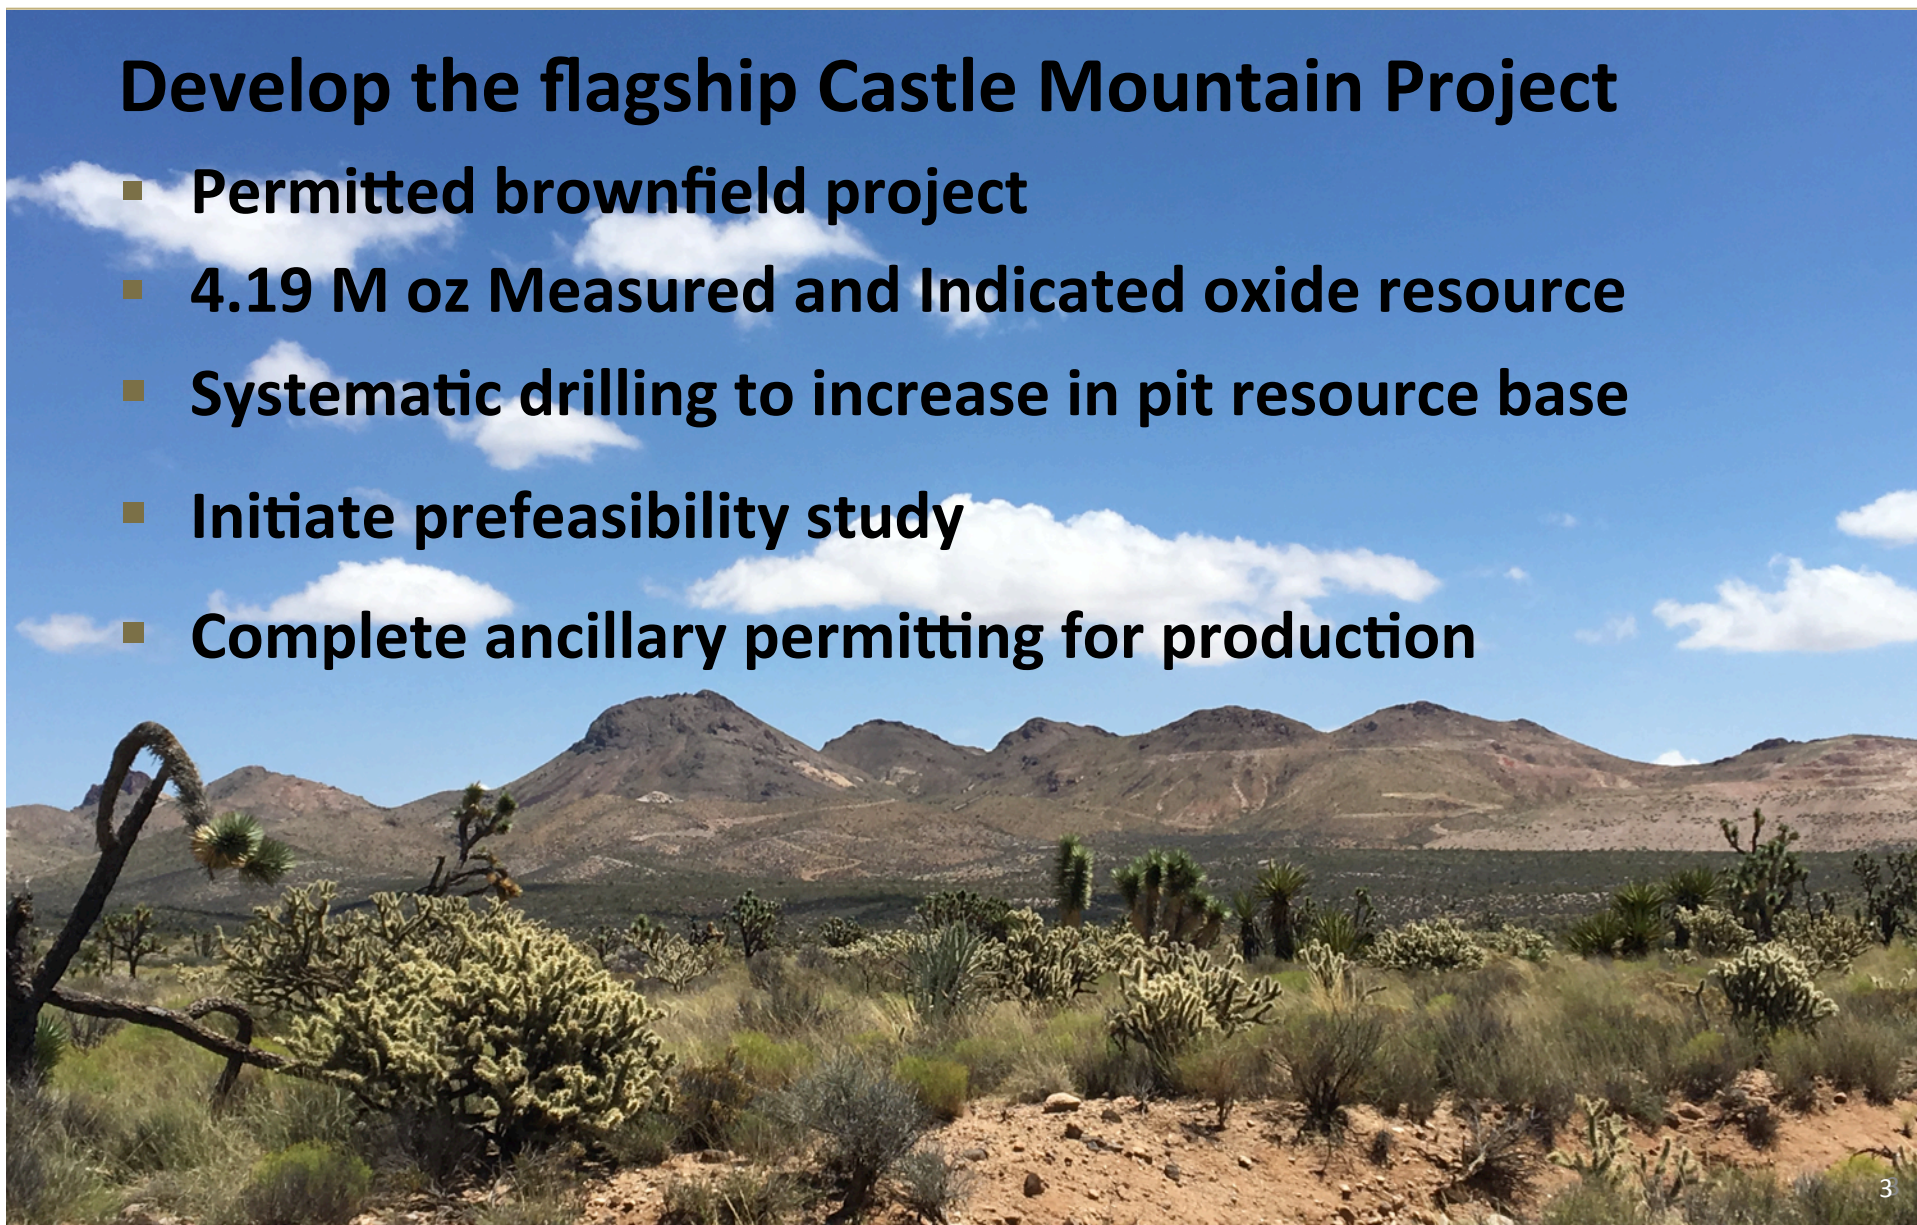 Develop the flagship Castle Mountain Project
▪ Permitted brownfield project
▪ 4.19 M oz Measured and Indicated oxide resource
▪ Systematic drilling to increase in pit resource base
▪ Initiate prefeasibility study
▪ Complete ancillary permitting for production
3